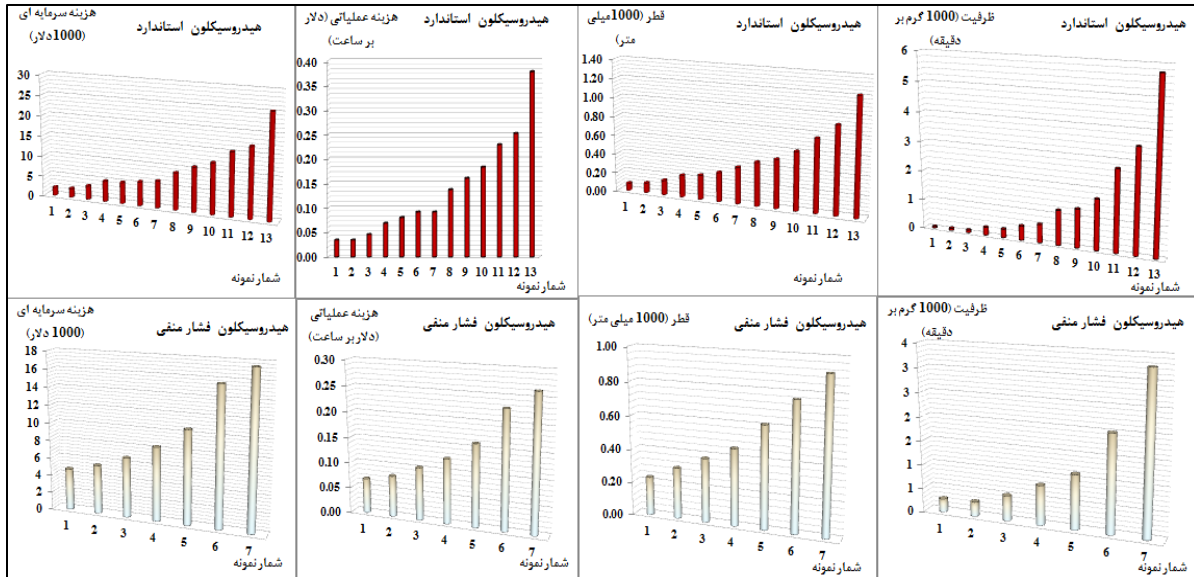 هزینه سرمایه ای
(1000دلار)
هیدروسیکلون استاندارد
30
25
20
15
10
5
0
1 2 3 4 5 6 7 8 9 10 11 12 13
شمار نمونه
هزینه عملیاتی (دلار
بر ساعت)
هیدروسیکلون استاندارد
0.40
0.35
0.30
0.25
0.20
0.15
0.10
0.05
0.00
1 2 3 4 5 6 7 8 9 10 11 12 13
شمار نمونه
قطر (1000میلی
متر)
هیدروسیکلون استاندارد
1.40
1.20
1.00
0.80
0.60
0.40
0.20
0.00
1 2 3 4 5 6 7 8 9 10 11 12 13
شمار نمونه
ظرفیت (1000 گرم بر
دقیقه)
هیدروسیکلون استاندارد
6
5
4
3
2
1
0
1 2 3 4 5 6 7 8 9 10 11 12 13
شمار نمونه
هزینه سرمایه ای
(1000 دلار)
هیدروسیکلون فشار منفی
18
16
14
12
10
8
6
4
2
0
1 2 3 4 5 6 7
شمار نمونه
هزینه عملیاتی
(دلار بر ساعت)
هیدروسیکلون فشار منفی
0.30
0.25
0.20
0.15
0.10
0.05
0.00
1 2 3 4 5 6 7
شمار نمونه
قطر (1000 میلی متر)
هیدروسیکلون فشار منفی
1.00
0.80
0.60
0.40
0.20
0.00
1 2 3 4 5 6 7
شمار نمونه
ظرفیت (1000 گرم بر
دقیقه)
هیدروسیکلون فشار منفی
4
3
3
2
2
1
1
0
1 2 3 4 5 6 7
شمار نمونه